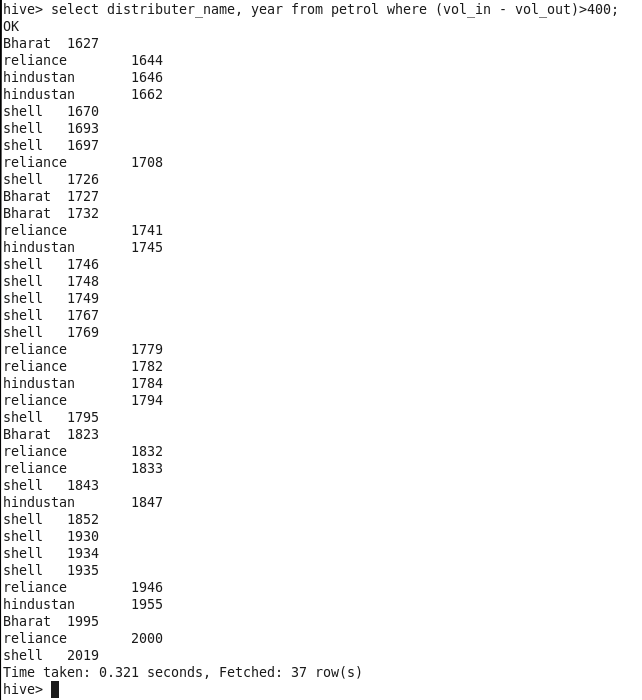 hive> select distributer_name, year from petrol where (vol_in - vol_out)>400;
OK
Bharat 1627
reliance 1644
hindustan 1646
hindustan 1662
shell 1670
shell 1693
shell 1697
reliance 1708
shell 1726
Bharat 1727
Bharat 1732
reliance 1741
hindustan 1745
shell 1746
shell 1748
shell 1749
shell 1767
shell 1769
reliance 1779
reliance 1782
hindustan 1784
reliance 1794
shell 1795
Bharat 1823
reliance 1832
reliance 1833
shell 1843
hindustan 1847
shell 1852
shell 1930
shell 1934
shell 1935
reliance 1946
hindustan 1955
Bharat 1995
reliance 2000
shell 2019
Time taken: 0.321 seconds, Fetched: 37 row(s)
hive>